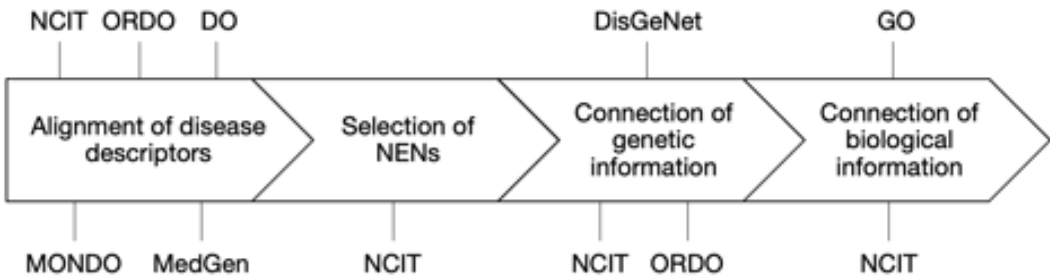 NCIT ORDO DO DisGeNet GO
Alignment of disease
descriptors
Selection of
NENs
Connection of
genetic
information
Connection of
biological
information
MONDO MedGen NCIT NCIT ORDO NCIT